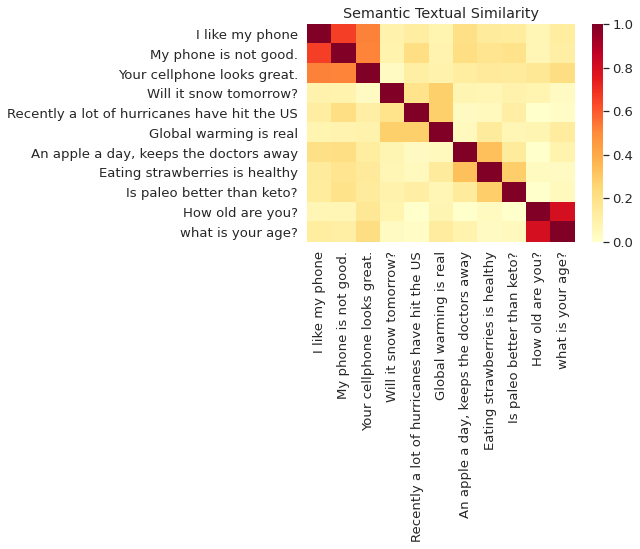 Semantic Textual Similarity
I like my phone
My phone is not good.
Your cellphone looks great.
Will it snow tomorrow?
Recently a lot of hurricanes have hit the US
Global warming is real
An apple a day, keeps the doctors away
Eating strawberries is healthy
Is paleo better than keto?
How old are you?
what is your age?
I like my phone
My phone is not good.
Your cellphone looks great.
Will it snow tomorrow?
Recently a lot of hurricanes have hit the US
Global warming is real
An apple a day, keeps the doctors away
Eating strawberries is healthy
Is paleo better than keto?
How old are you?
what is your age?
1.0
0.8
0.6
0.4
0.2
0.0